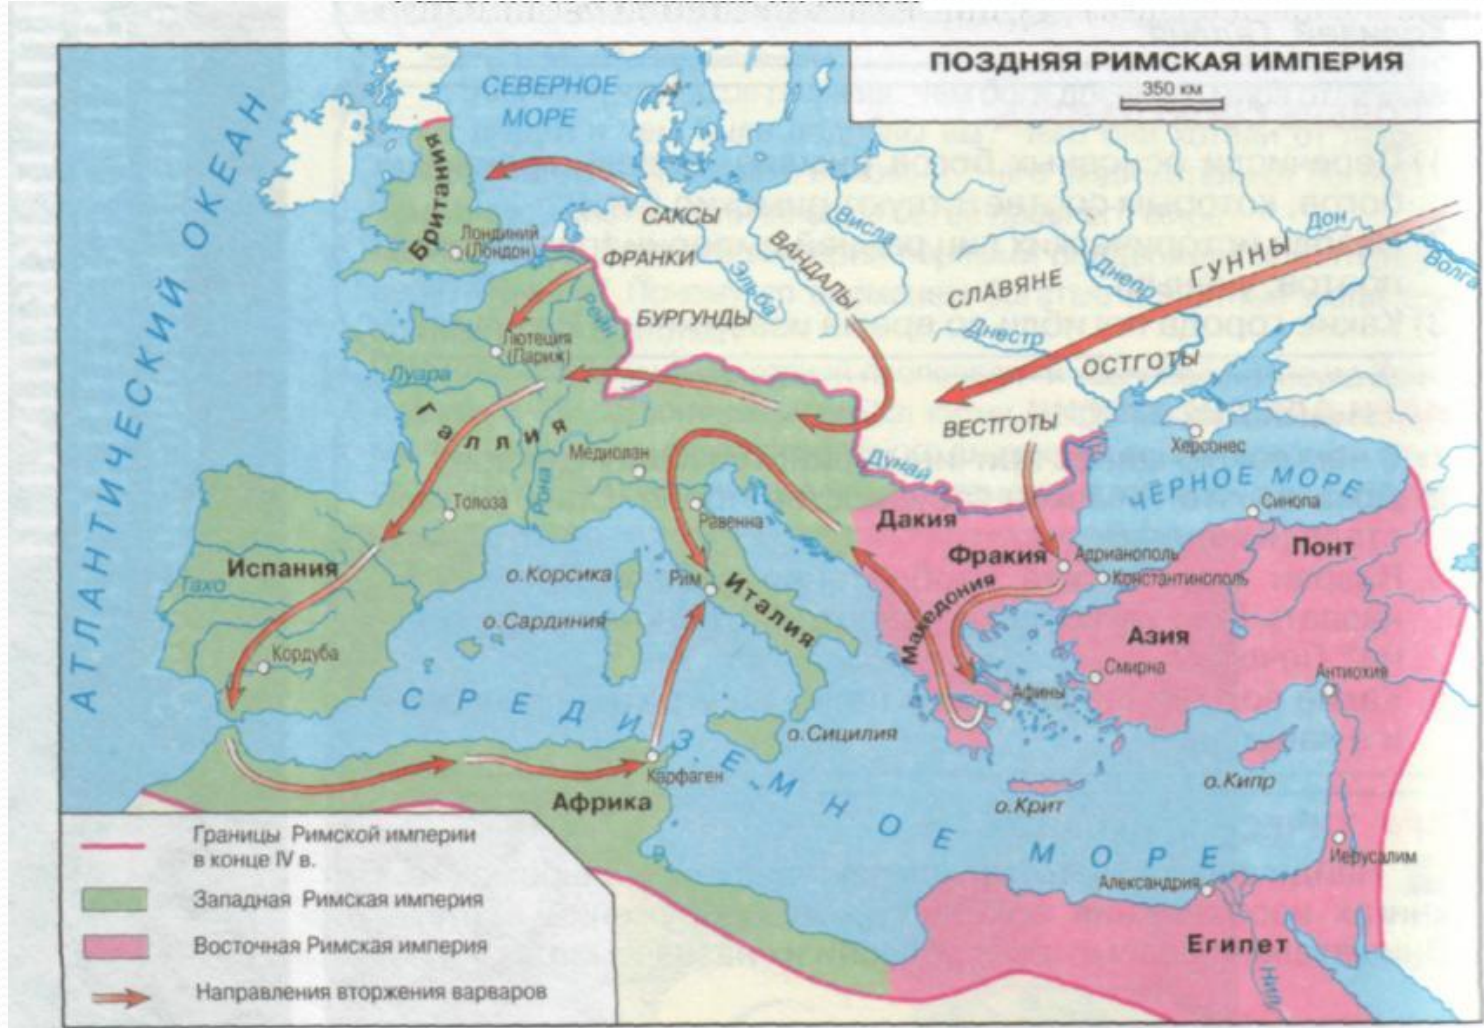 ПОЗДНЯЯ РИМСКАЯ ИМПЕРИЯ
350 км
АТЛАНТИЧЕСКИЙ ОКЕАН
СЕВЕРНОЕ
МОРЕ
Британия
Лондиний
(Лондон)
САКСЫ
ФРАНКИ
БУРГУНДЫ
ВАНДАЛЫ
Висла
Эльба
Рейн
СЛАВЯНЕ
Днепр
Днестр
ГУННЫ
Дон
Волга
ОСТГОТЫ
ВЕСТГОТЫ
Лютеция
(Париж)
Луара
Галлия
Рона
Толоза
Медиолан
Равенна
Дунай
Дакия
Фракия
Македония
Адрианополь
Константинополь
Херсонес
ЧЁРНОЕ МОРЕ
Синопа
Понт
Азия
Смирна
Антиохия
Афины
Испания
Тахо
Кордуба
о.Корсика
о.Сардиния
Рим
Италия
СРЕДИЗЕМНОЕ МОРЕ
о.Сицилия
Карфаген
Африка
о.Крит
о.Кипр
Иерусалим
Александрия
Египет
Нил
Границы Римской империи
в конце IV в.
Западная Римская империя
Восточная Римская империя
Направления вторжения варваров